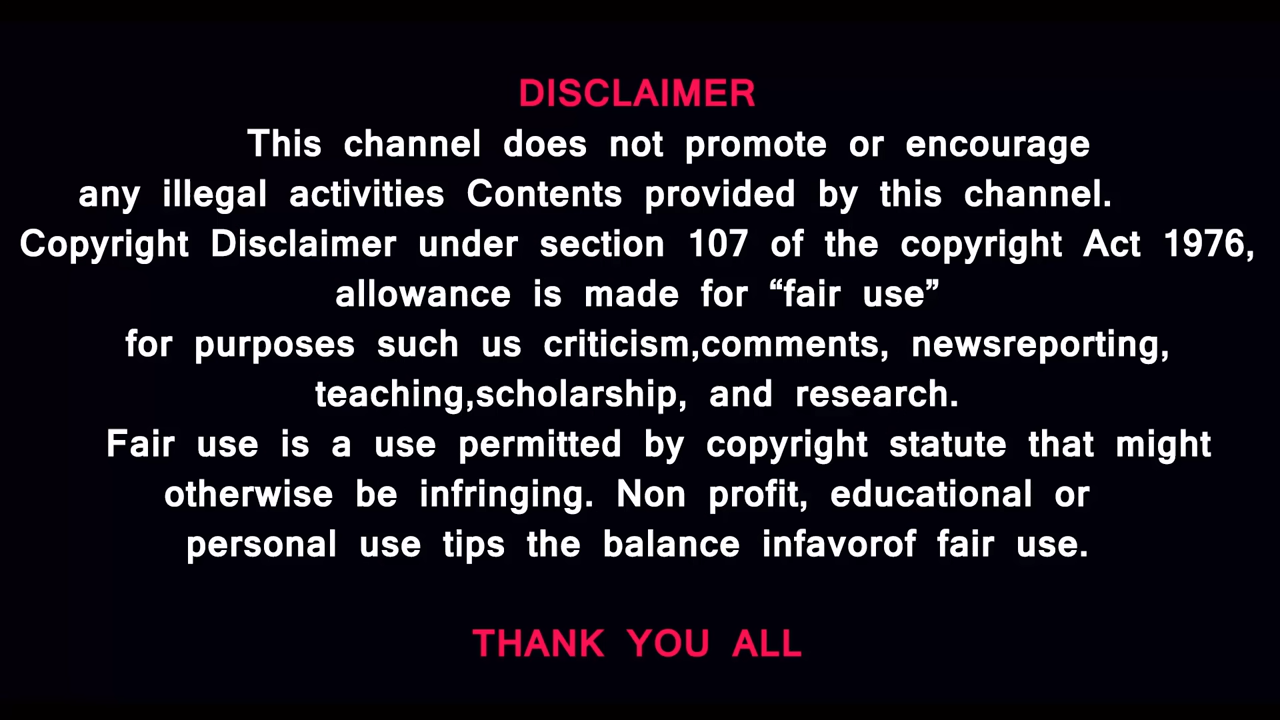 DISCLAIMER
This channel does not promote or encourage
any illegal activities Contents provided by this channel.
Copyright Disclaimer under section 107 of the copyright Act 1976,
allowance is made for “fair use”
for purposes such us criticism,comments, newsreporting,
teaching,scholarship, and research.
Fair use is a use permitted by copyright statute that might
otherwise be infringing. Non profit, educational or
personal use tips the balance infavorof fair use.
THANK YOU ALL